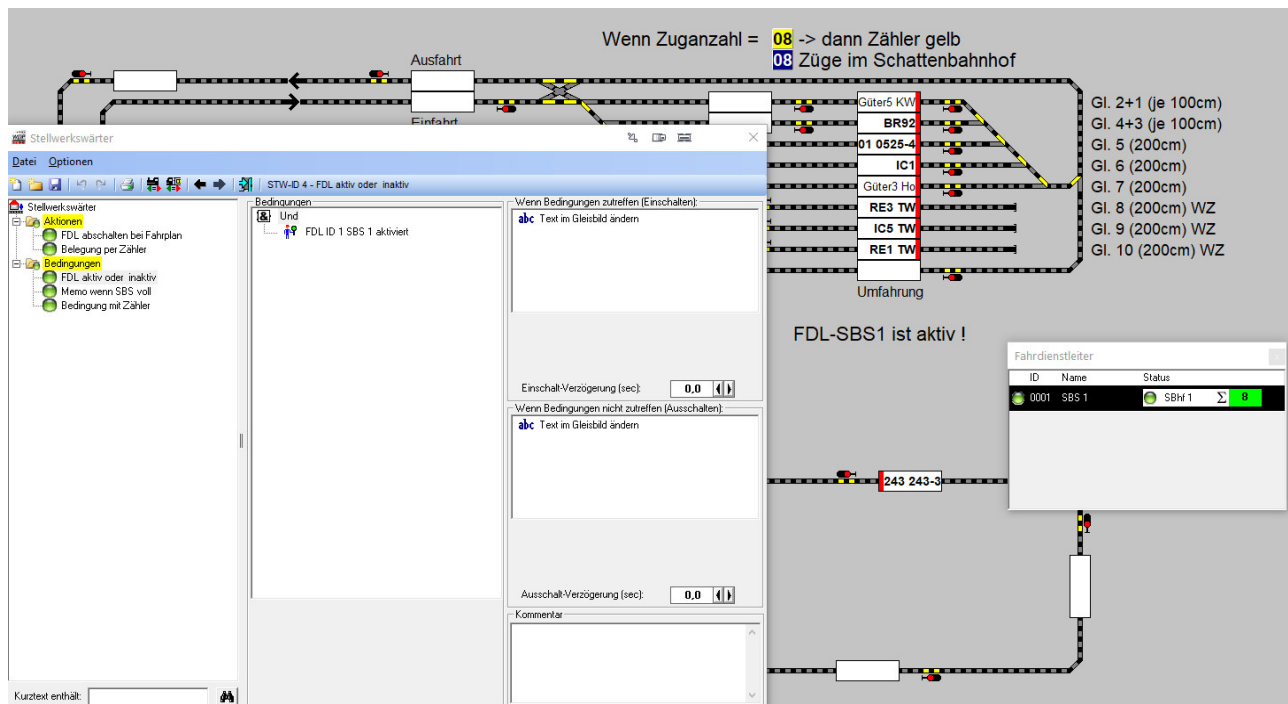 Wenn Zuganzahl = 08 -> dann Zähler gelb
08 Züge im Schattenbahnhof
Ausfahrt
Einfahrt
Güter5 KW
BR92
01 0525-4
IC1
Güter3 Ho
RE3 TW
IC5 TW
RE1 TW
Umfahrung
Gl. 2+1 (je 100cm)
Gl. 4+3 (je 100cm)
Gl. 5 (200cm)
Gl. 6 (200cm)
Gl. 7 (200cm)
Gl. 8 (200cm) WZ
Gl. 9 (200cm) WZ
Gl. 10 (200cm) WZ
FDL-SBS1 ist aktiv !
Stellwerkswärter
Datei Optionen
STW-ID 4 - FDL aktiv oder inaktiv
Stellwerkswärter
Aktionen
FDL abschalten bei Fahrplan
Belegung per Zähler
Bedingungen
FDL aktiv oder inaktiv
Memo wenn SBS voll
Bedingung mit Zähler
Kurztext enthält:
Bedingungen
& Und
FDL ID 1 SBS 1 aktiviert
Wenn Bedingungen zutreffen (Einschalten):
abc Text im Gleisbild ändern
Einschalt-Verzögerung (sec): 0,0
Wenn Bedingungen nicht zutreffen (Ausschalten):
abc Text im Gleisbild ändern
Ausschalt-Verzögerung (sec): 0,0
Kommentar
Fahrdienstleiter
ID Name Status
0001 SBS 1 SBhf 1 Σ 8
243 243-3